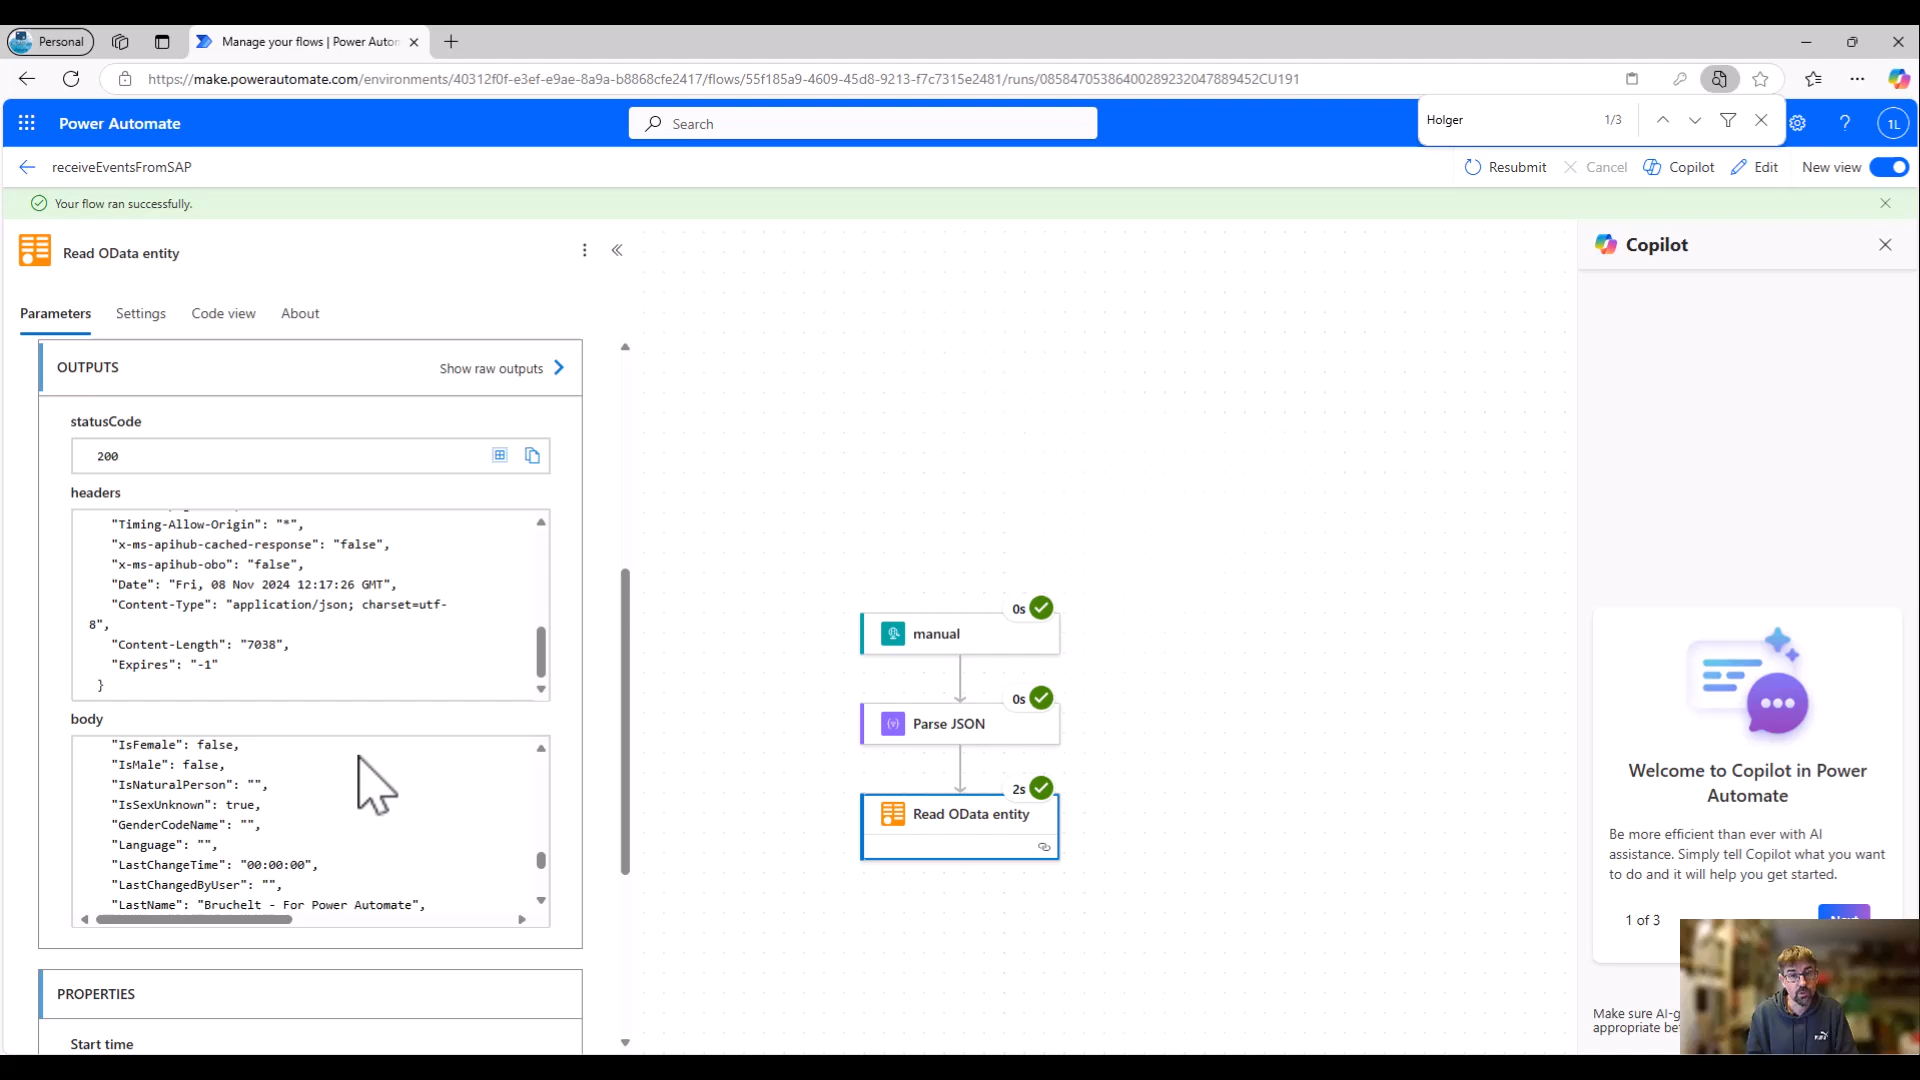 Personal
Manage your flows | Power Autom
https://make.powerautomate.com/environments/40312f0f-e3ef-e9ae-8a9a-b8868cfe2417/flows/55f185a9-4609-45d8-9213-f7c7315e2481/runs/08584705386400289232047889452CU191
Power Automate
Search
Holger
1/3
1L
receiveEventsFromSAP
Resubmit
Cancel
Copilot
Edit
New view
Your flow ran successfully.
Read OData entity
Parameters
Settings
Code view
About
OUTPUTS
Show raw outputs
statusCode
200
headers
"Timing-Allow-Origin": "*",
"x-ms-apihub-cached-response": "false",
"x-ms-apihub-obo": "false",
"Date": "Fri, 08 Nov 2024 12:17:26 GMT",
"Content-Type": "application/json; charset=utf-
8",
"Content-Length": "7038",
"Expires": "-1"
}
body
"IsFemale": false,
"IsMale": false,
"IsNaturalPerson": "",
"IsSexUnknown": true,
"GenderCodeName": "",
"Language": "",
"LastChangeTime": "00:00:00",
"LastChangedByUser": "",
"LastName": "Bruchelt - For Power Automate",
PROPERTIES
Start time
0s
manual
0s
Parse JSON
2s
Read OData entity
Copilot
Welcome to Copilot in Power
Automate
Be more efficient than ever with AI
assistance. Simply tell Copilot what you want
to do and it will help you get started.
1 of 3
Make sure AI-g
appropriate be